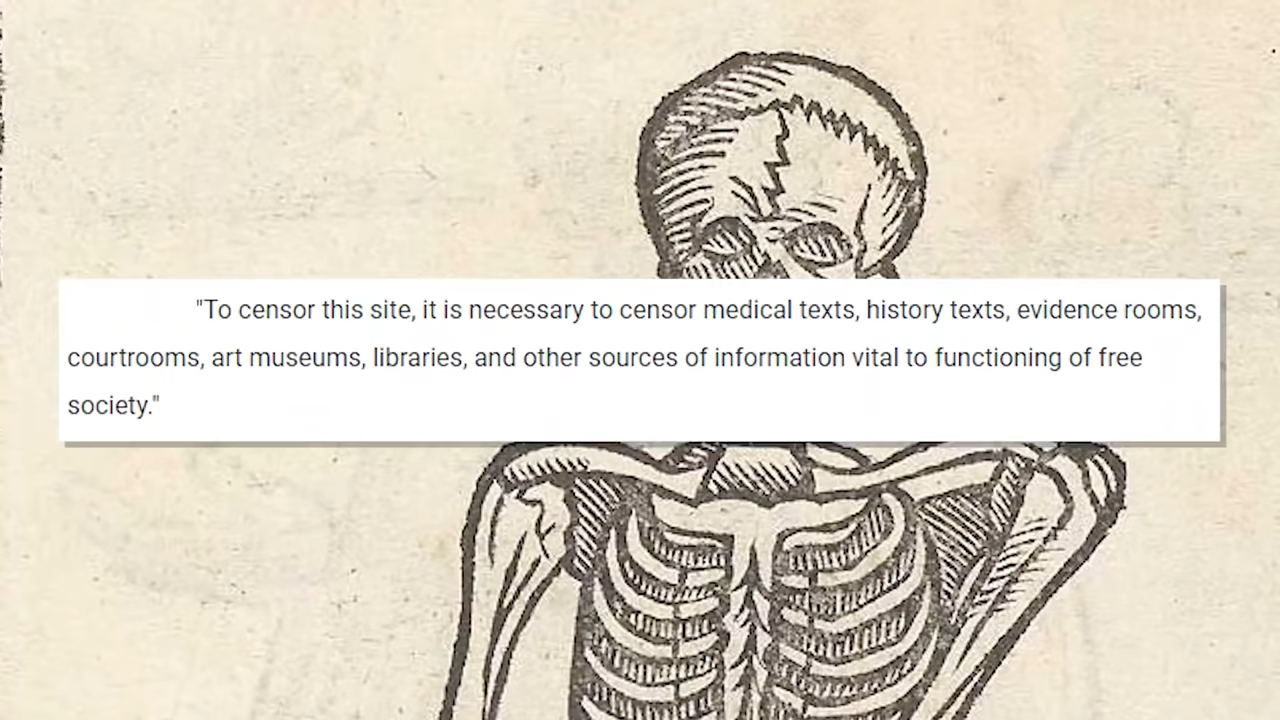 "To censor this site, it is necessary to censor medical texts, history texts, evidence rooms,
courtrooms, art museums, libraries, and other sources of information vital to functioning of free
society."